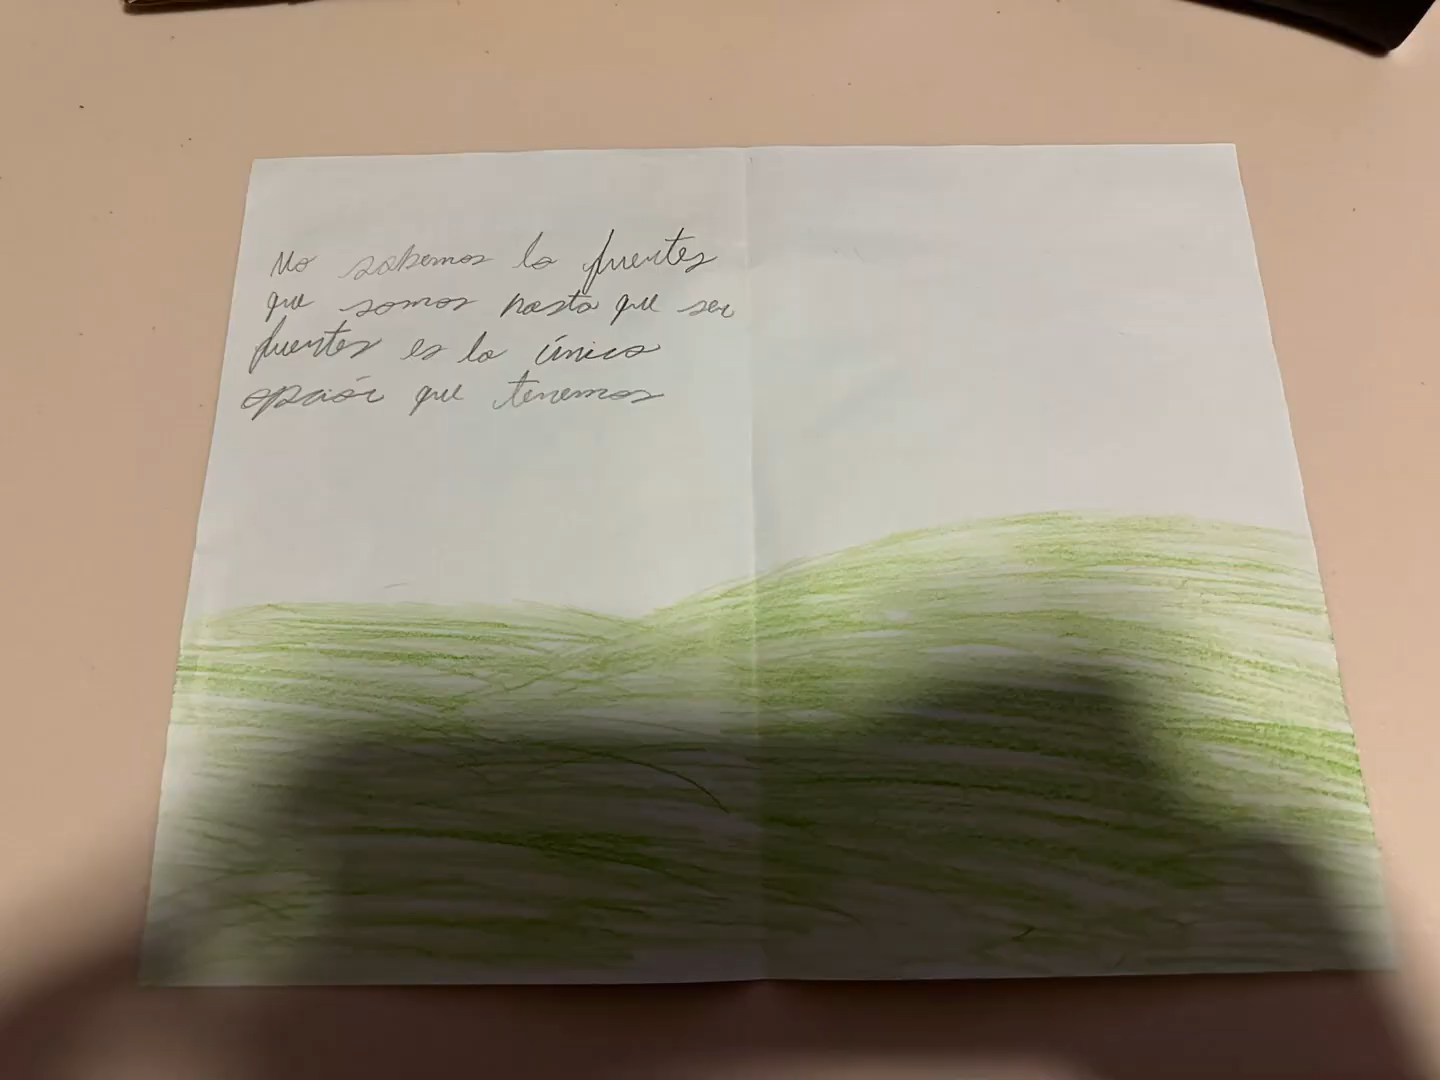 No sabemos lo fuertes
que somos hasta que ser
fuertes es la única
opción que tenemos